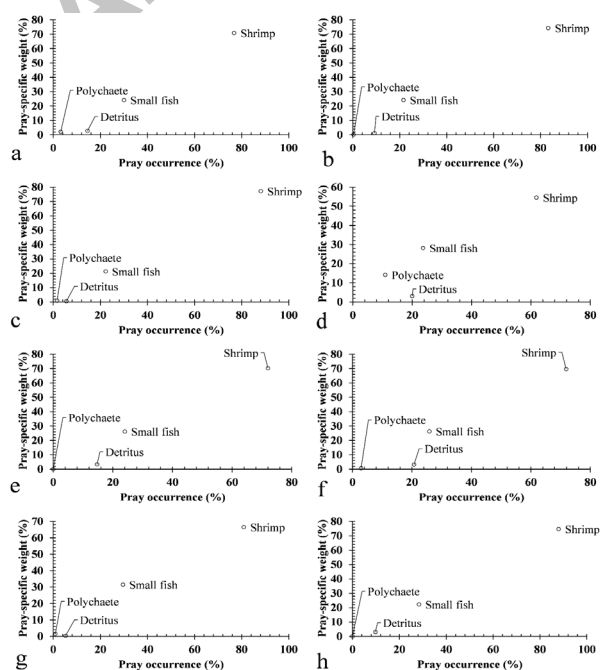 Pray-specific weight (%)
80
70
60
50
40
30
20
10
0
Shrimp
Small fish
Polychaete
Detritus
0 20 40 60 80 100
Pray occurrence (%)
a
Pray-specific weight (%)
80
70
60
50
40
30
20
10
0
Shrimp
Polychaete
Small fish
Detritus
0 20 40 60 80 100
Pray occurrence (%)
b
Pray-specific weight (%)
80
70
60
50
40
30
20
10
0
Shrimp
Polychaete
Small fish
Detritus
0 20 40 60 80 100
Pray occurrence (%)
c
Pray-specific weight (%)
60
50
40
30
20
10
0
Shrimp
Small fish
Polychaete
Detritus
0 20 40 60 80
Pray occurrence (%)
d
Pray-specific weight (%)
80
70
60
50
40
30
20
10
0
Shrimp
Polychaete
Small fish
Detritus
0 20 40 60 80
Pray occurrence (%)
e
Pray-specific weight (%)
80
70
60
50
40
30
20
10
0
Shrimp
Polychaete
Small fish
Detritus
0 20 40 60 80
Pray occurrence (%)
f
Pray-specific weight (%)
70
60
50
40
30
20
10
0
Shrimp
Small fish
Polychaete
Detritus
0 20 40 60 80 100
Pray occurrence (%)
g
Pray-specific weight (%)
80
70
60
50
40
30
20
10
0
Shrimp
Polychaete
Small fish
Detritus
0 20 40 60 80 100
Pray occurrence (%)
h